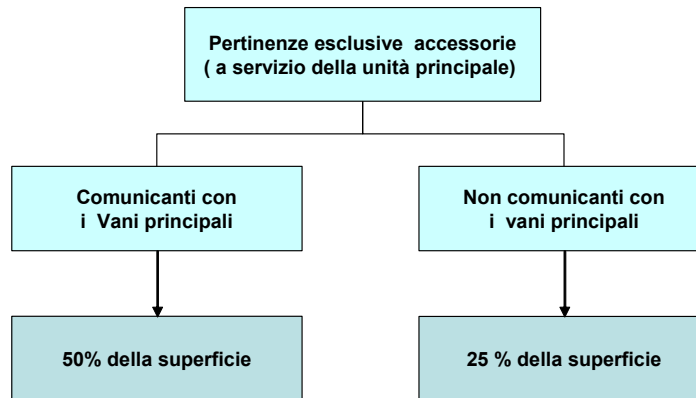 Pertinenze esclusive accessorie
( a servizio della unità principale)
Comunicanti con
i Vani principali
Non comunicanti con
i vani principali
50% della superficie
25 % della superficie